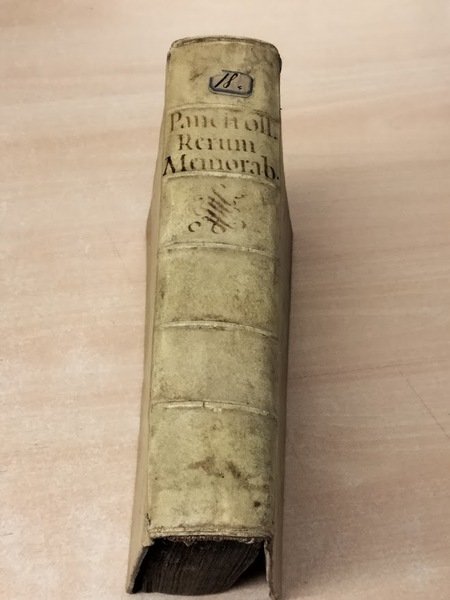 18.
Panciroll.
Rerum
Memorab.